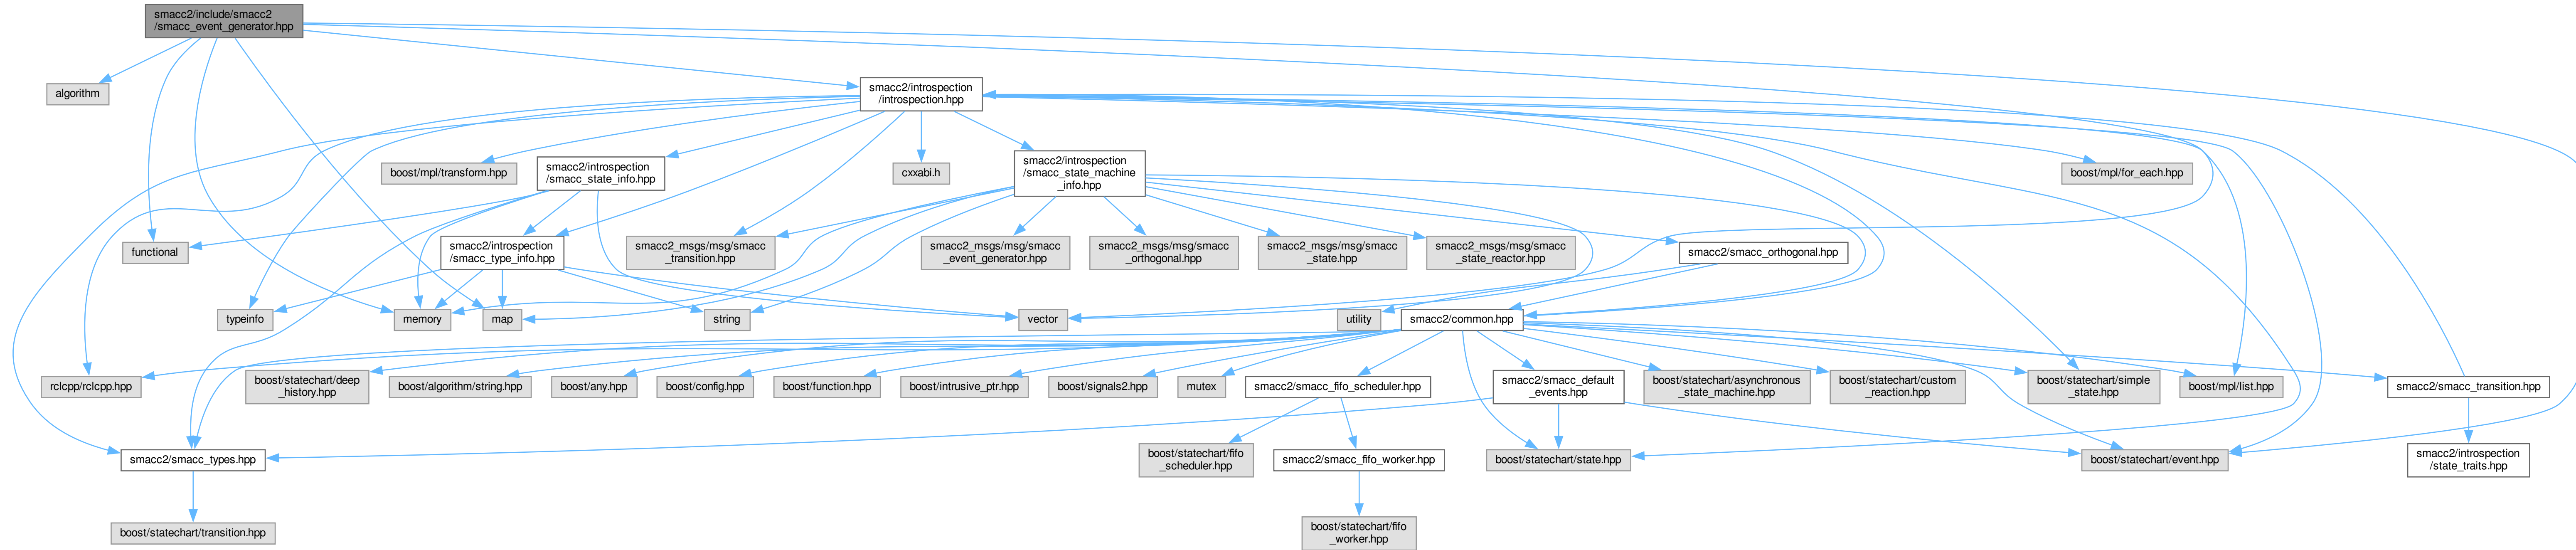 smacc2/include/smacc2
/smacc_event_generator.hpp
algorithm
smacc2/introspection
/introspection.hpp
boost/mpl/transform.hpp
smacc2/introspection
/smacc_state_info.hpp
cxxabi.h
smacc2/introspection
/smacc_state_machine
_info.hpp
boost/mpl/for_each.hpp
functional
smacc2/introspection
/smacc_type_info.hpp
smacc2_msgs/msg/smacc
_transition.hpp
smacc2_msgs/msg/smacc
_event_generator.hpp
smacc2_msgs/msg/smacc
_orthogonal.hpp
smacc2_msgs/msg/smacc
_state.hpp
smacc2_msgs/msg/smacc
_state_reactor.hpp
smacc2/smacc_orthogonal.hpp
typeinfo
memory
map
string
vector
utility
smacc2/common.hpp
rclcpp/rclcpp.hpp
boost/statechart/deep
_history.hpp
boost/algorithm/string.hpp
boost/any.hpp
boost/config.hpp
boost/function.hpp
boost/intrusive_ptr.hpp
boost/signals2.hpp
mutex
smacc2/smacc_fifo_scheduler.hpp
smacc2/smacc_default
_events.hpp
boost/statechart/asynchronous
_state_machine.hpp
boost/statechart/custom
_reaction.hpp
boost/statechart/simple
_state.hpp
boost/mpl/list.hpp
smacc2/smacc_transition.hpp
smacc2/smacc_types.hpp
boost/statechart/fifo
_scheduler.hpp
smacc2/smacc_fifo_worker.hpp
boost/statechart/state.hpp
boost/statechart/event.hpp
smacc2/introspection
/state_traits.hpp
boost/statechart/transition.hpp
boost/statechart/fifo
_worker.hpp